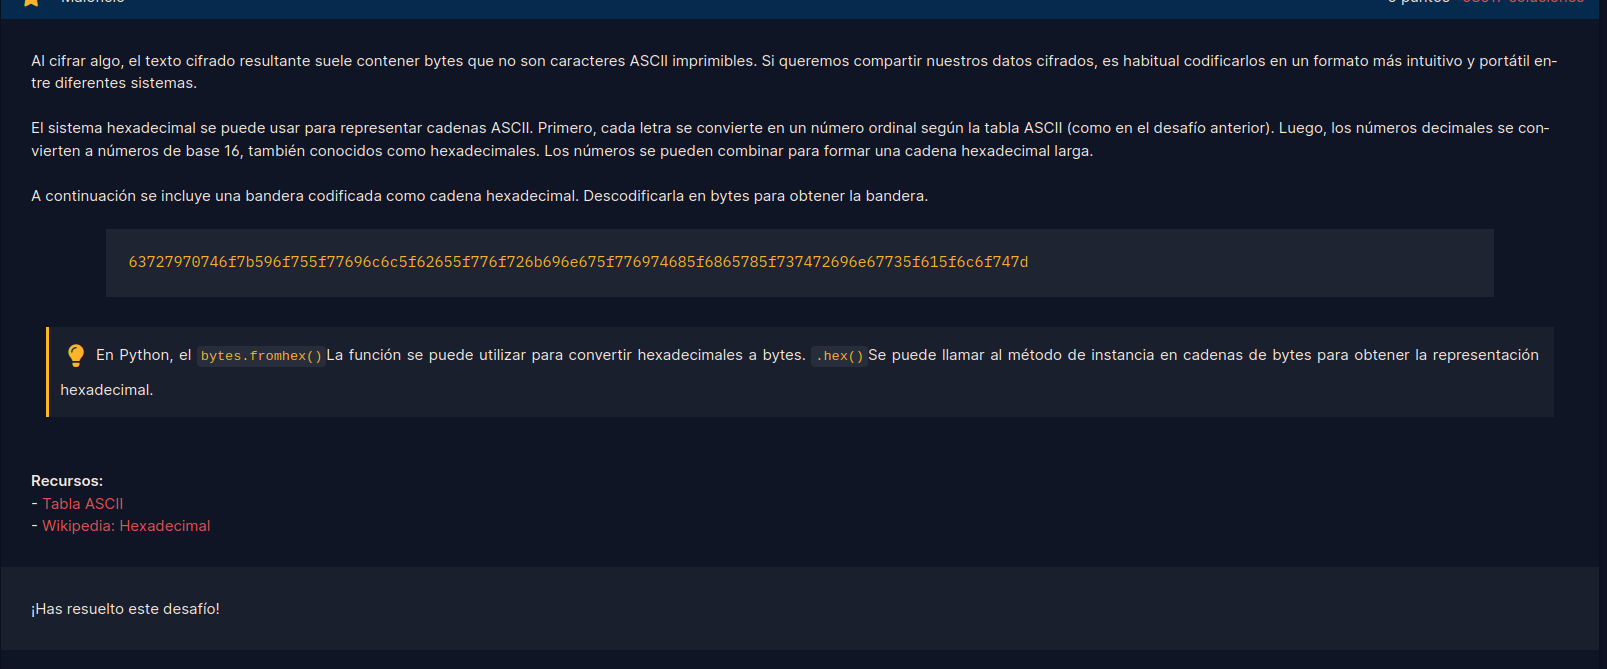 Al cifrar algo, el texto cifrado resultante suele contener bytes que no son caracteres ASCII imprimibles. Si queremos compartir nuestros datos cifrados, es habitual codificarlos en un formato más intuitivo y portátil en-
tre diferentes sistemas.
El sistema hexadecimal se puede usar para representar cadenas ASCII. Primero, cada letra se convierte en un número ordinal según la tabla ASCII (como en el desafío anterior). Luego, los números decimales se con-
vierten a números de base 16, también conocidos como hexadecimales. Los números se pueden combinar para formar una cadena hexadecimal larga.
A continuación se incluye una bandera codificada como cadena hexadecimal. Descodificarla en bytes para obtener la bandera.
63727970746f7b596f755f77696c6c5f62655f776f726b696e675f776974685f6865785f737472696e67735f615f6c6f747d
En Python, el bytes.fromhex() La función se puede utilizar para convertir hexadecimales a bytes. .hex() Se puede llamar al método de instancia en cadenas de bytes para obtener la representación
hexadecimal.
Recursos:
- Tabla ASCII
- Wikipedia: Hexadecimal
¡Has resuelto este desafío!